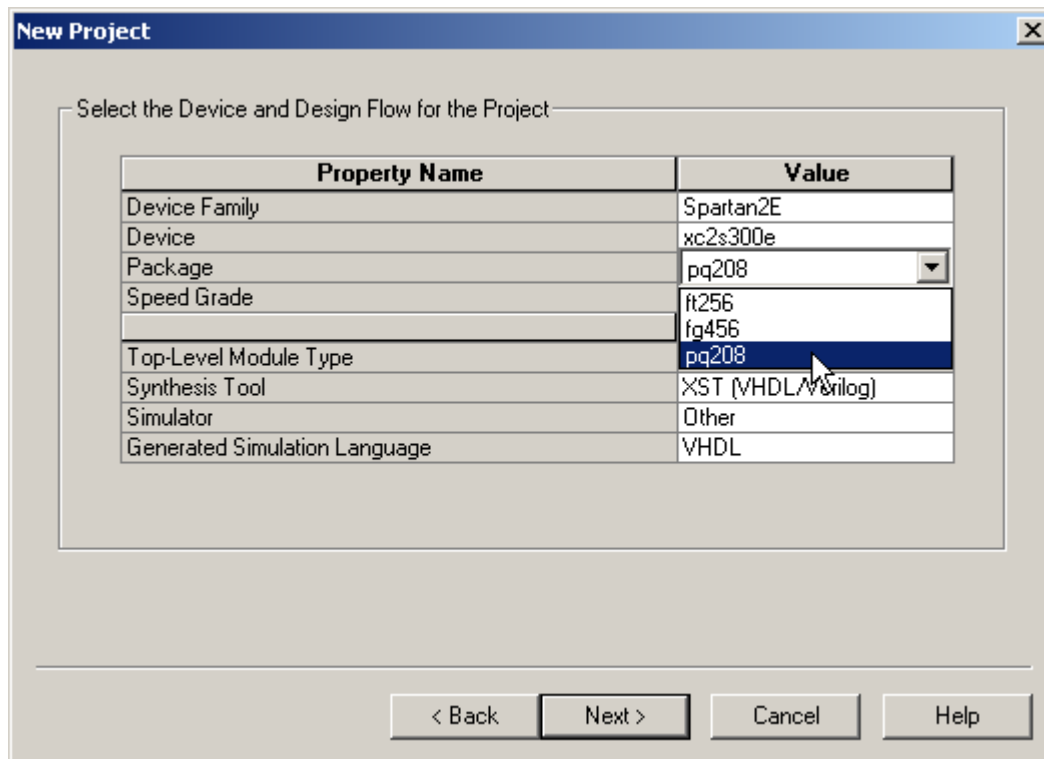 New Project
Select the Device and Design Flow for the Project
Property Name Value
Device Family Spartan2E
Device xc2s300e
Package pq208
Speed Grade ft256
fg456
Top-Level Module Type pq208
Synthesis Tool XST (VHDL/Verilog)
Simulator Other
Generated Simulation Language VHDL
< Back Next > Cancel Help